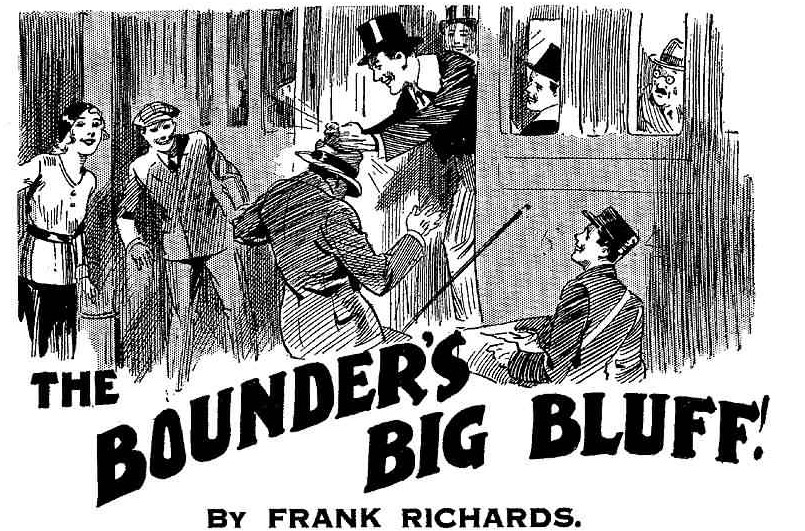 THE
BOUNDER'S
BIG BLUFF!
BY FRANK RICHARDS.